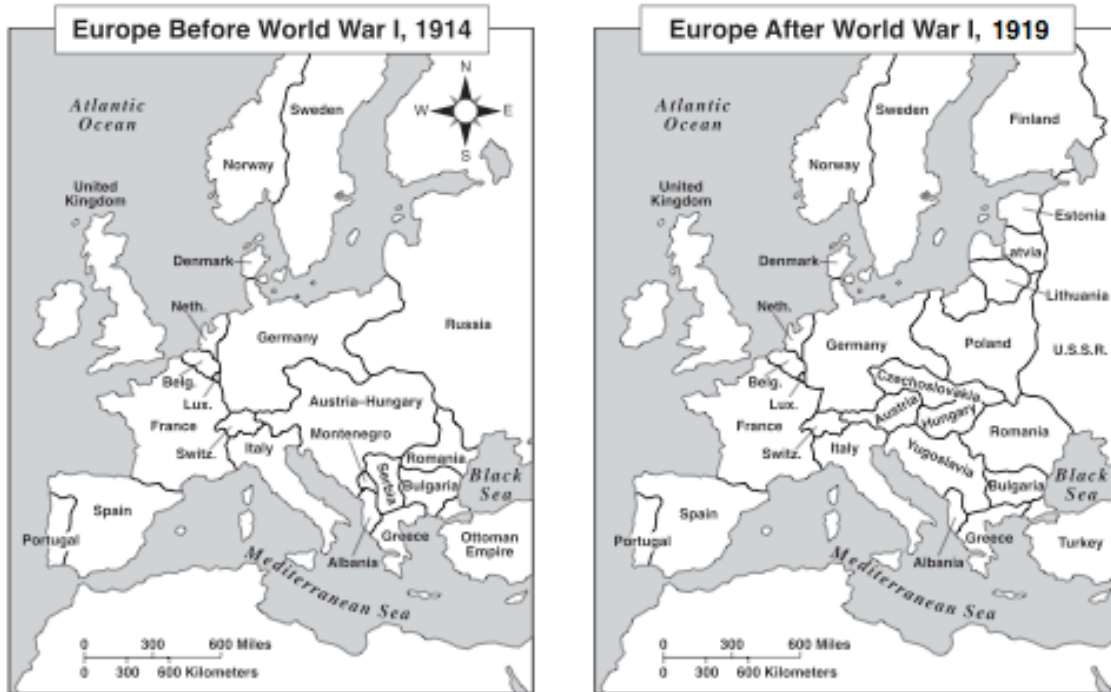 Europe Before World War I, 1914
N
W E
S
Atlantic
Ocean
Sweden
Norway
United
Kingdom
Denmark
Neth.
Russia
Germany
Belg.
Lux.
Austria–Hungary
France
Montenegro
Switz.
Italy
Romania
Serbia
Bulgaria
Black
Sea
Spain
Portugal
Greece
Ottoman
Empire
Albania
Mediterranean Sea
0 300 600 Miles
0 300 600 Kilometers
Europe After World War I, 1919
Atlantic
Ocean
Sweden
Finland
Norway
United
Kingdom
Estonia
Latvia
Denmark
Lithuania
Neth.
Poland
U.S.S.R.
Germany
Belg.
Lux.
Czechoslovakia
Austria
Hungary
France
Romania
Switz.
Italy
Yugoslavia
Black
Sea
Bulgaria
Spain
Portugal
Greece
Turkey
Albania
Mediterranean Sea
0 300 600 Miles
0 300 600 Kilometers